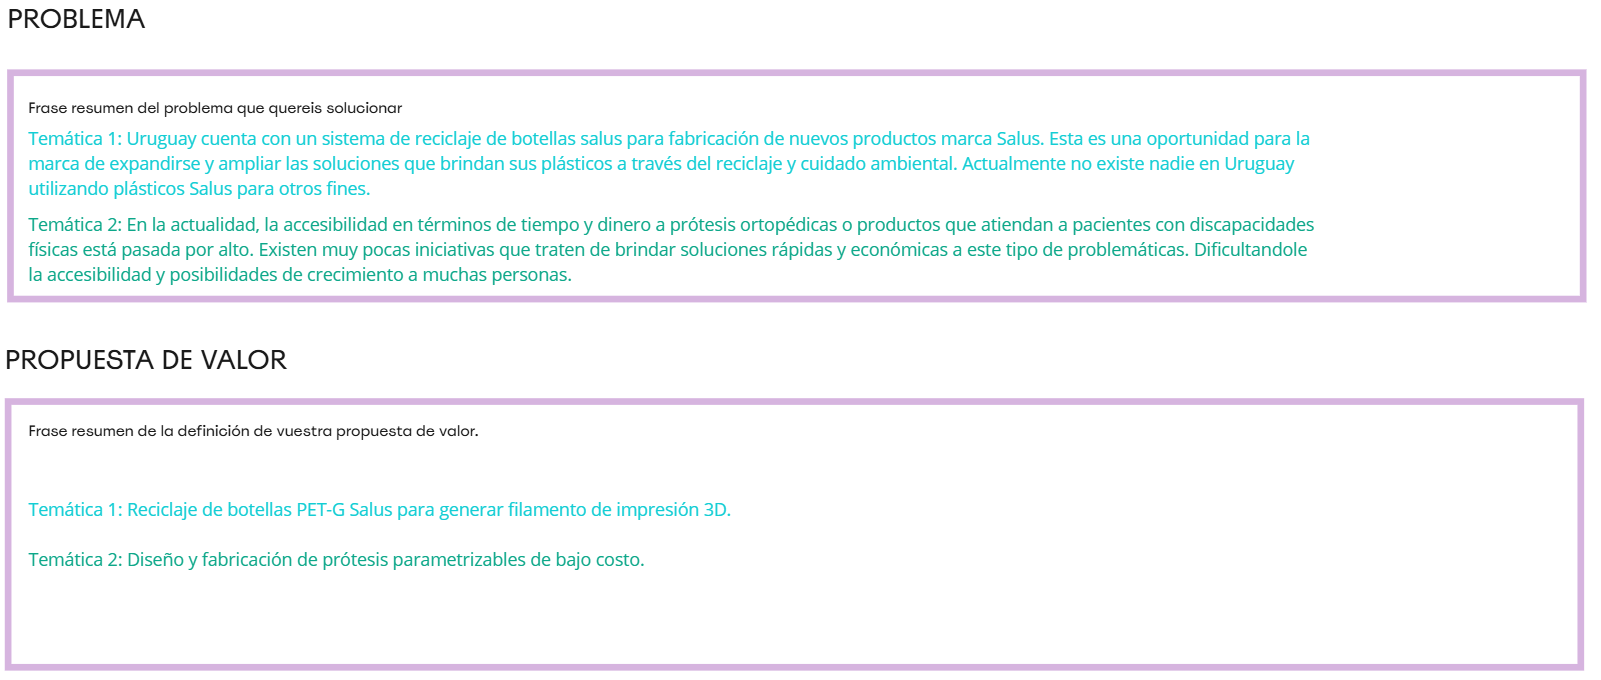 PROBLEMA
Frase resumen del problema que quereis solucionar
Temática 1: Uruguay cuenta con un sistema de reciclaje de botellas salus para fabricación de nuevos productos marca Salus. Esta es una oportunidad para la
marca de expandirse y ampliar las soluciones que brindan sus plásticos a través del reciclaje y cuidado ambiental. Actualmente no existe nadie en Uruguay
utilizando plásticos Salus para otros fines.
Temática 2: En la actualidad, la accesibilidad en términos de tiempo y dinero a prótesis ortopédicas o productos que atiendan a pacientes con discapacidades
físicas está pasada por alto. Existen muy pocas iniciativas que traten de brindar soluciones rápidas y económicas a este tipo de problemáticas. Dificultandole
la accesibilidad y posibilidades de crecimiento a muchas personas.
PROPUESTA DE VALOR
Frase resumen de la definición de vuestra propuesta de valor.
Temática 1: Reciclaje de botellas PET-G Salus para generar filamento de impresión 3D.
Temática 2: Diseño y fabricación de prótesis parametrizables de bajo costo.